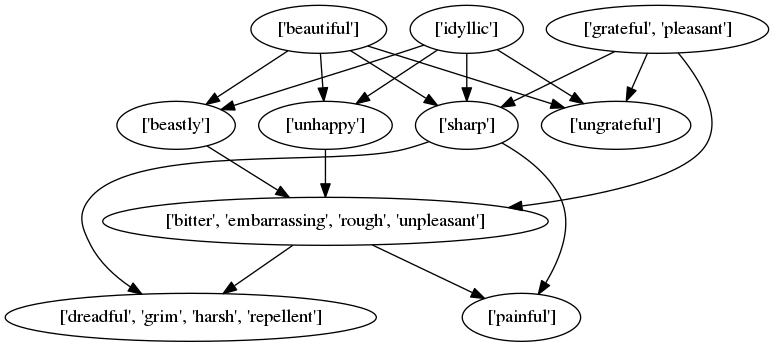 ['beautiful']
['idyllic']
['grateful', 'pleasant']
['beastly']
['unhappy']
['sharp']
['ungrateful']
['bitter', 'embarrassing', 'rough', 'unpleasant']
['dreadful', 'grim', 'harsh', 'repellent']
['painful']